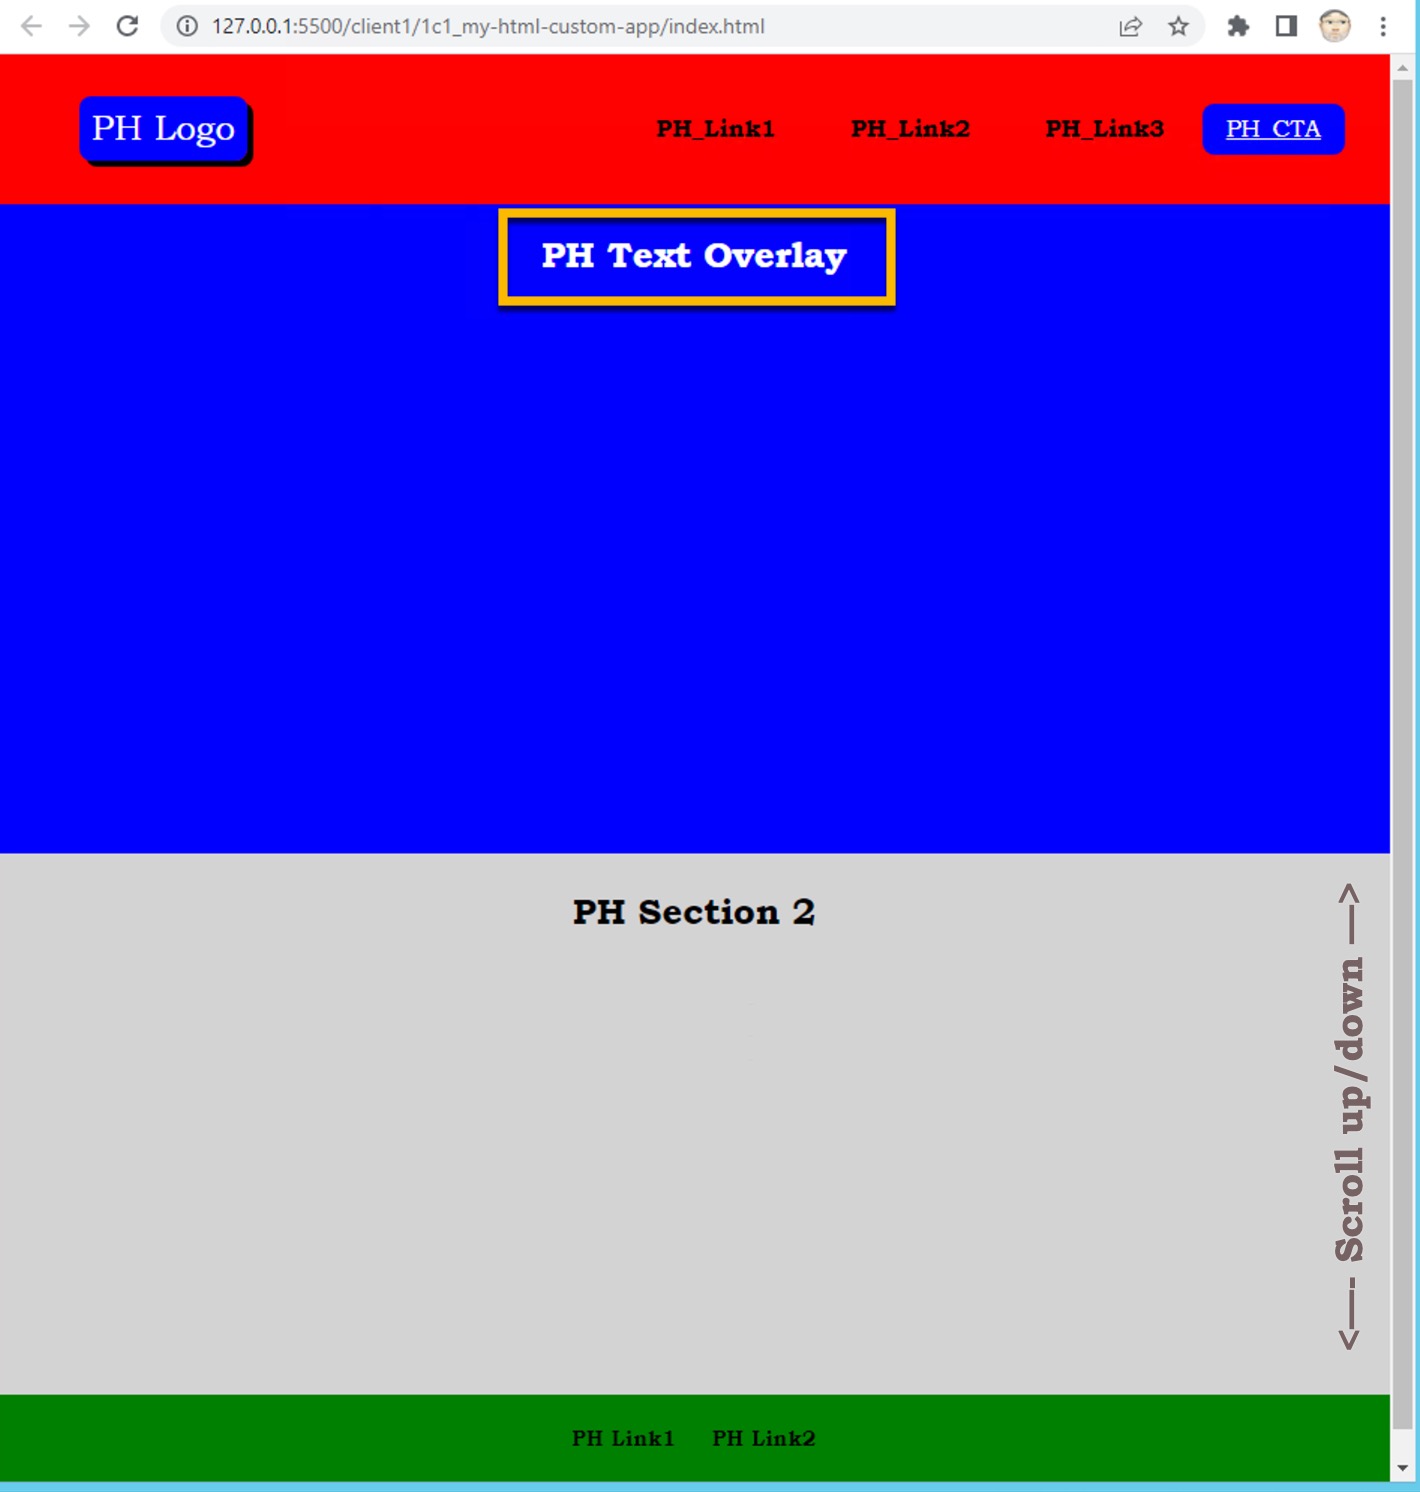 127.0.0.1:5500/client1/1c1_my-html-custom-app/index.html
PH Logo
PH_Link1 PH_Link2 PH_Link3 PH_CTA
PH Text Overlay
PH Section 2
<—- Scroll up/down —>
PH Link1 PH Link2